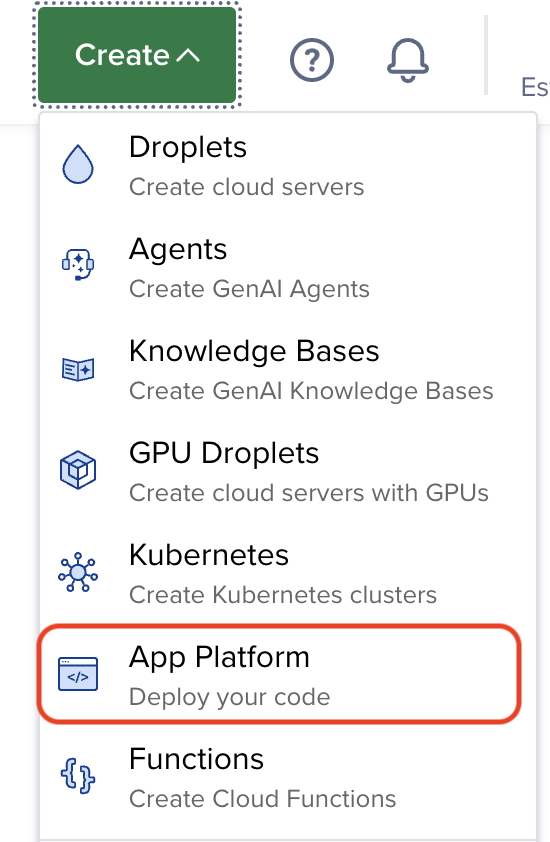 Create
?
Es
Droplets
Create cloud servers
Agents
Create GenAI Agents
Knowledge Bases
Create GenAI Knowledge Bases
GPU Droplets
Create cloud servers with GPUs
Kubernetes
Create Kubernetes clusters
</>
App Platform
Deploy your code
Functions
Create Cloud Functions